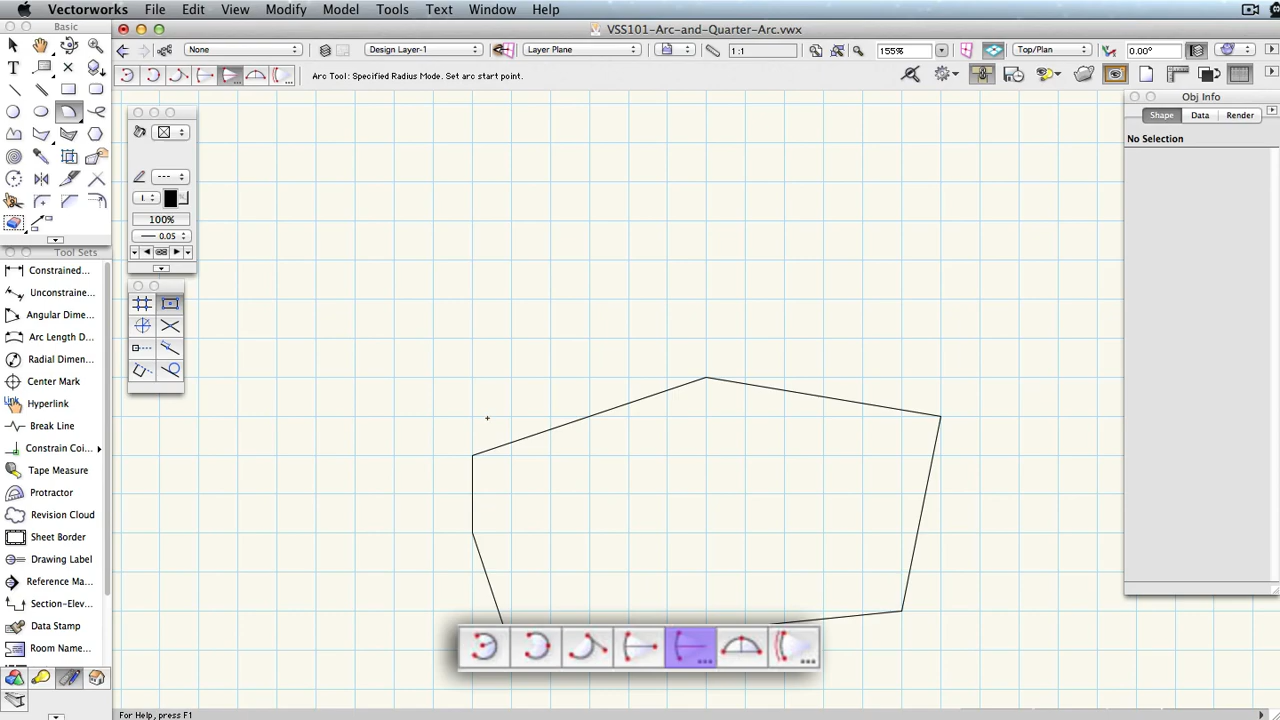 Vectorworks File Edit View Modify Model Tools Text Window Help
Basic
VSS101-Arc-and-Quarter-Arc.vwx
None
Design Layer-1
Layer Plane
1:1
155%
Top/Plan
0.00°
Arc Tool: Specified Radius Mode. Set arc start point.
Obj Info
Shape Data Render
No Selection
100%
0.05
Tool Sets
Constrained...
Unconstraine...
Angular Dime...
Arc Length D...
Radial Dimen...
Center Mark
Link
Hyperlink
Break Line
Constrain Coi...
Tape Measure
Protractor
Revision Cloud
Sheet Border
Drawing Label
Reference Ma...
Section-Elev...
Data Stamp
Room Name...
For Help, press F1